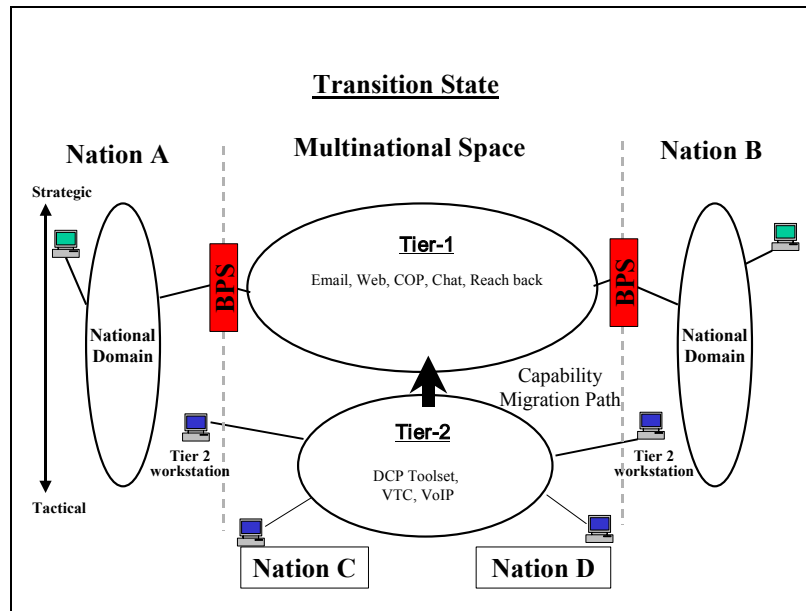 Transition State
Nation A
Multinational Space
Nation B
Strategic
Tier-1
Email, Web, COP, Chat, Reach back
BPS
BPS
National
Domain
National
Domain
Capability
Migration Path
Tier-2
Tier 2
workstation
Tier 2
workstation
DCP Toolset,
VTC, VoIP
Tactical
Nation C
Nation D